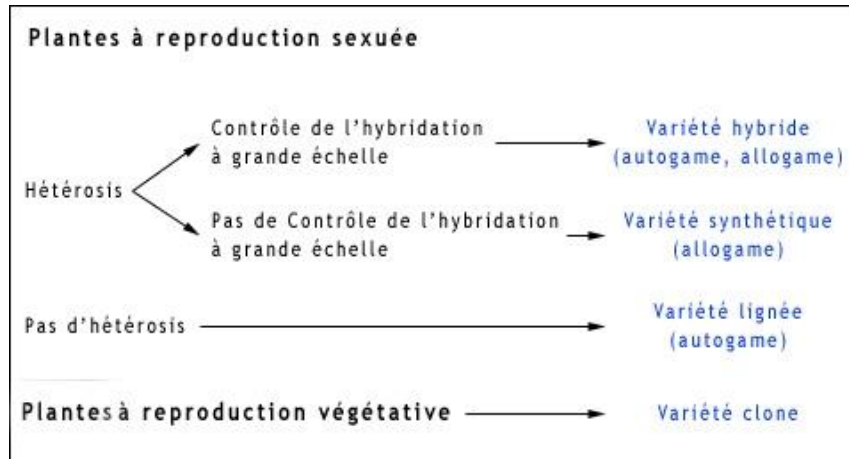 Plantes à reproduction sexuée
Contrôle de l'hybridation
à grande échelle
Variété hybride
(autogame, allogame)
Hétérosis
Pas de Contrôle de l'hybridation
à grande échelle
Variété synthétique
(allogame)
Pas d'hétérosis
Variété lignée
(autogame)
Plantes à reproduction végétative
Variété clone